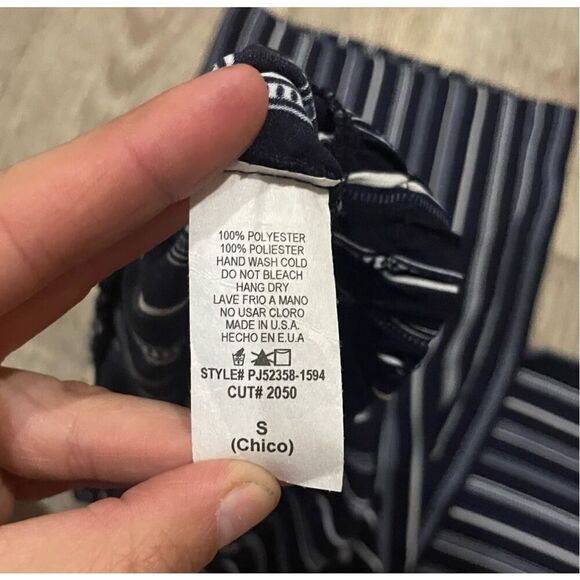 100% POLYESTER
100% POLIESTER
HAND WASH COLD
DO NOT BLEACH
HANG DRY
LAVE FRIO A MANO
NO USAR CLORO
MADE IN U.S.A.
HECHO EN E.U.A
STYLE# PJ52358-1594
CUT# 2050
S
(Chico)